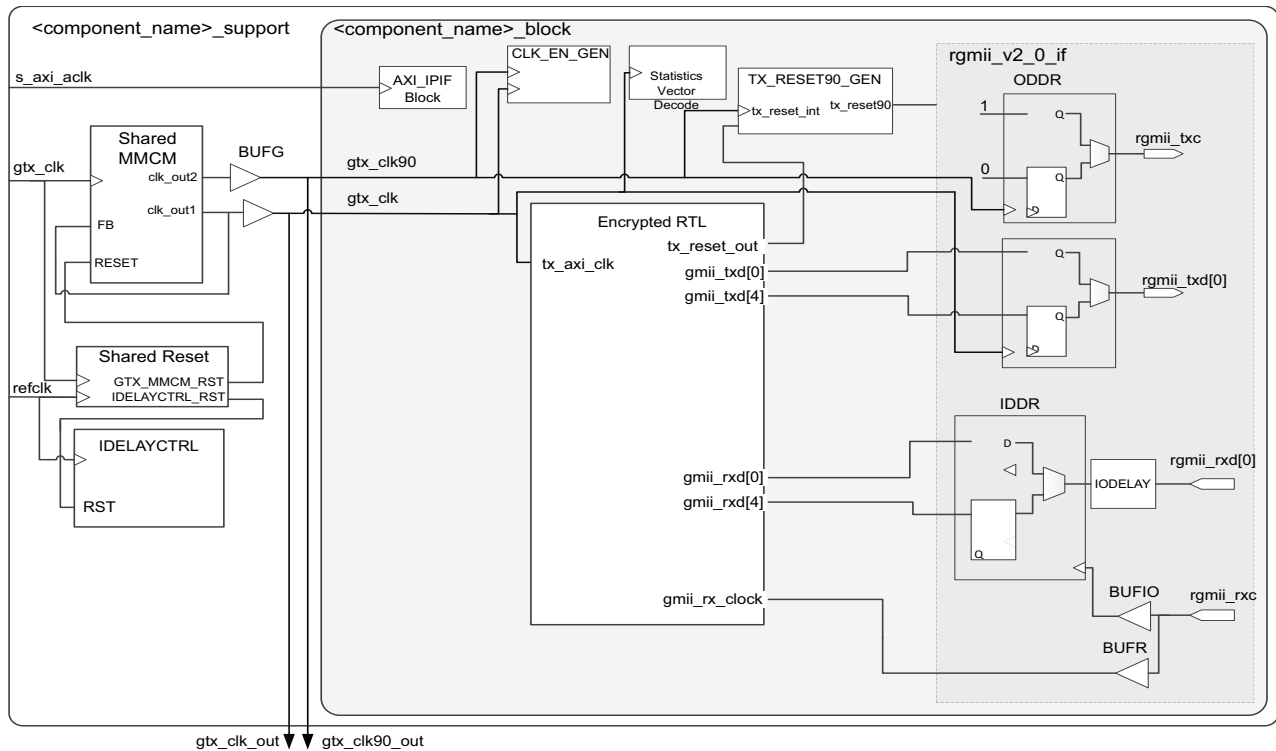 <component_name>_support
<component_name>_block
s_axi_aclk
AXI_IPIF
Block
CLK_EN_GEN
Statistics
Vector
Decode
TX_RESET90_GEN
tx_reset_int
tx_reset90
rgmii_v2_0_if
ODDR
1
Q
0
Q
D
rgmii_txc
gtx_clk
Shared
MMCM
clk_out2
clk_out1
FB
RESET
BUFG
gtx_clk90
gtx_clk
Encrypted RTL
tx_axi_clk
tx_reset_out
gmii_txd[0]
gmii_txd[4]
Q
Q
D
rgmii_txd[0]
Shared Reset
GTX_MMCM_RST
IDELAYCTRL_RST
refclk
IDELAYCTRL
RST
IDDR
D
Q
IODELAY
rgmii_rxd[0]
gmii_rxd[0]
gmii_rxd[4]
gmii_rx_clock
BUFIO
rgmii_rxc
BUFR
gtx_clk_out
gtx_clk90_out